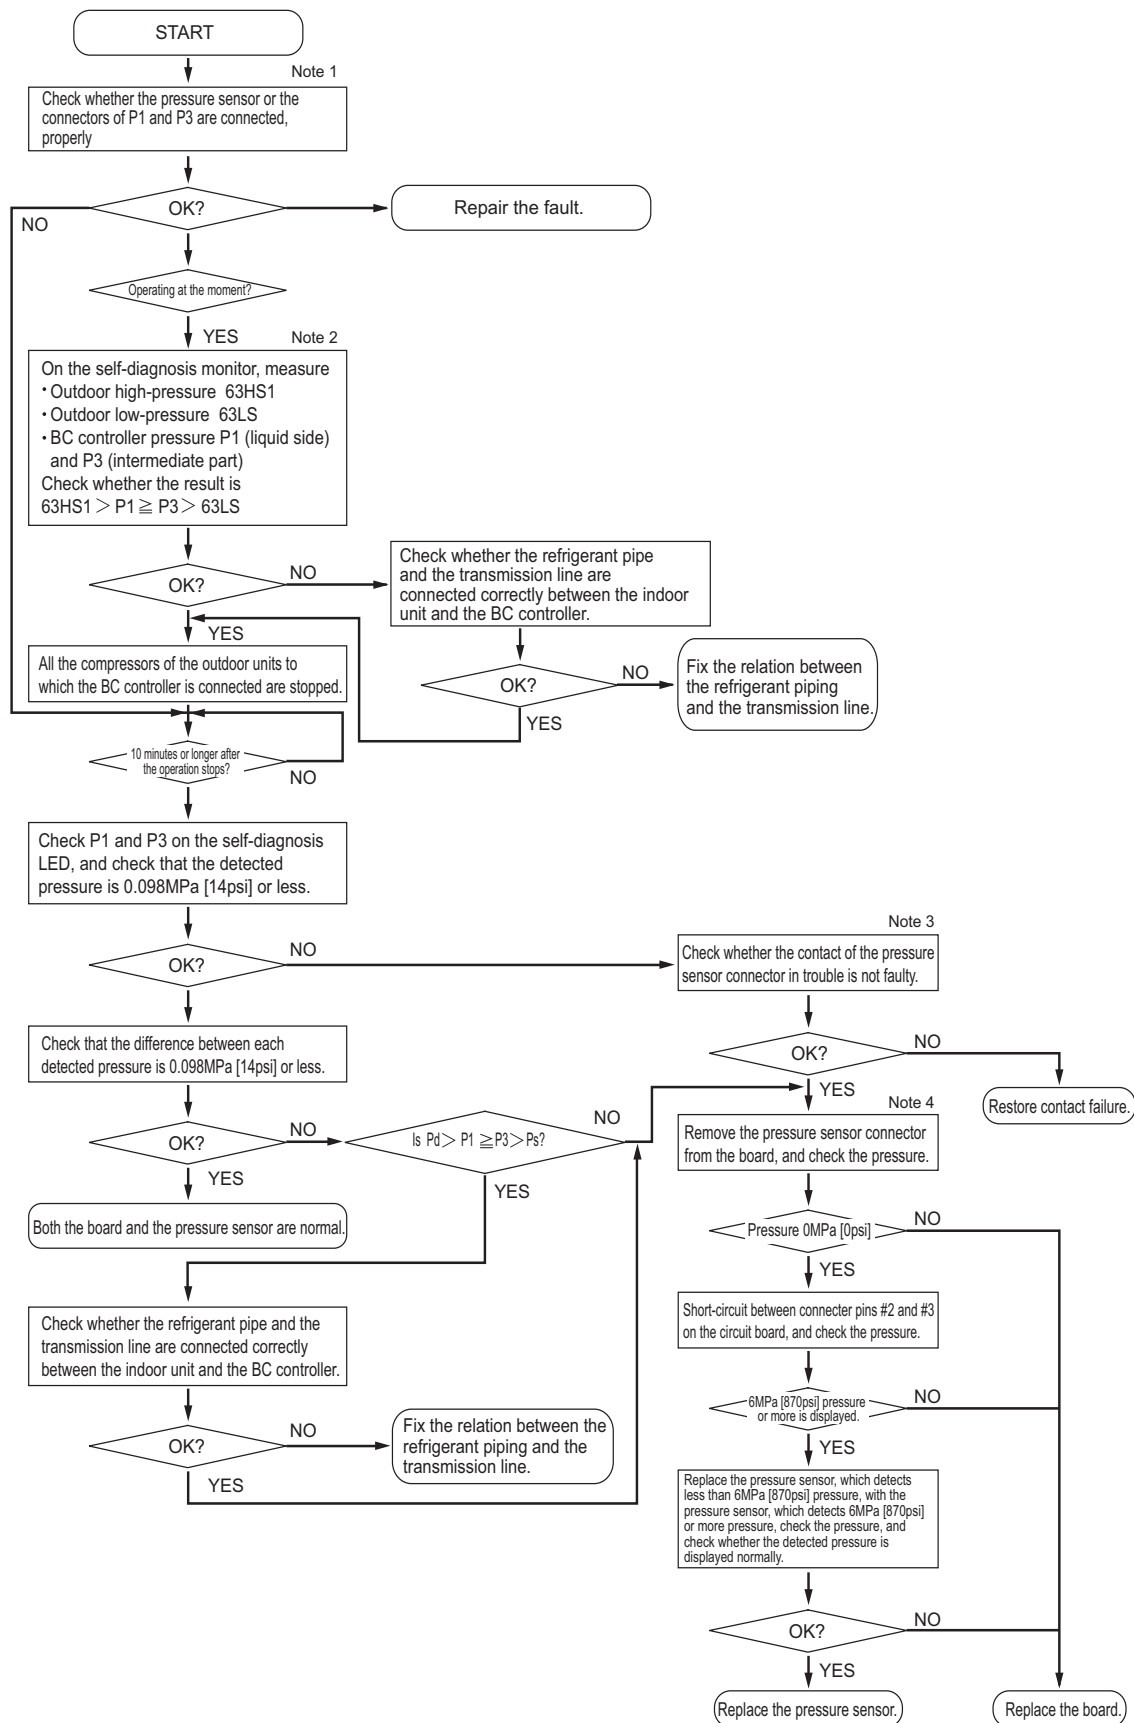 START
Note 1
Check whether the pressure sensor or the
connectors of P1 and P3 are connected,
properly
OK?
NO
Repair the fault.
Operating at the moment?
YES
Note 2
On the self-diagnosis monitor, measure
・Outdoor high-pressure 63HS1
・Outdoor low-pressure 63LS
・BC controller pressure P1 (liquid side)
and P3 (intermediate part)
Check whether the result is
63HS1＞P1≧P3＞63LS
OK?
NO
YES
Check whether the refrigerant pipe
and the transmission line are
connected correctly between the indoor
unit and the BC controller.
OK?
NO
YES
Fix the relation between
the refrigerant piping
and the transmission line.
All the compressors of the outdoor units to
which the BC controller is connected are stopped.
10 minutes or longer after
the operation stops?
NO
Check P1 and P3 on the self-diagnosis
LED, and check that the detected
pressure is 0.098MPa [14psi] or less.
OK?
NO
Note 3
Check whether the contact of the pressure
sensor connector in trouble is not faulty.
OK?
NO
YES
Restore contact failure.
Check that the difference between each
detected pressure is 0.098MPa [14psi] or less.
OK?
NO
YES
Is Pd＞P1≧P3＞Ps?
NO
YES
Both the board and the pressure sensor are normal.
Note 4
Remove the pressure sensor connector
from the board, and check the pressure.
Pressure 0MPa [0psi]
NO
YES
Check whether the refrigerant pipe and the
transmission line are connected correctly
between the indoor unit and the BC controller.
OK?
NO
YES
Fix the relation between the
refrigerant piping and the
transmission line.
Short-circuit between connecter pins #2 and #3
on the circuit board, and check the pressure.
6MPa [870psi] pressure
or more is displayed.
NO
YES
Replace the pressure sensor, which detects
less than 6MPa [870psi] pressure, with the
pressure sensor, which detects 6MPa [870psi]
or more pressure, check the pressure, and
check whether the detected pressure is
displayed normally.
OK?
NO
YES
Replace the pressure sensor.
Replace the board.